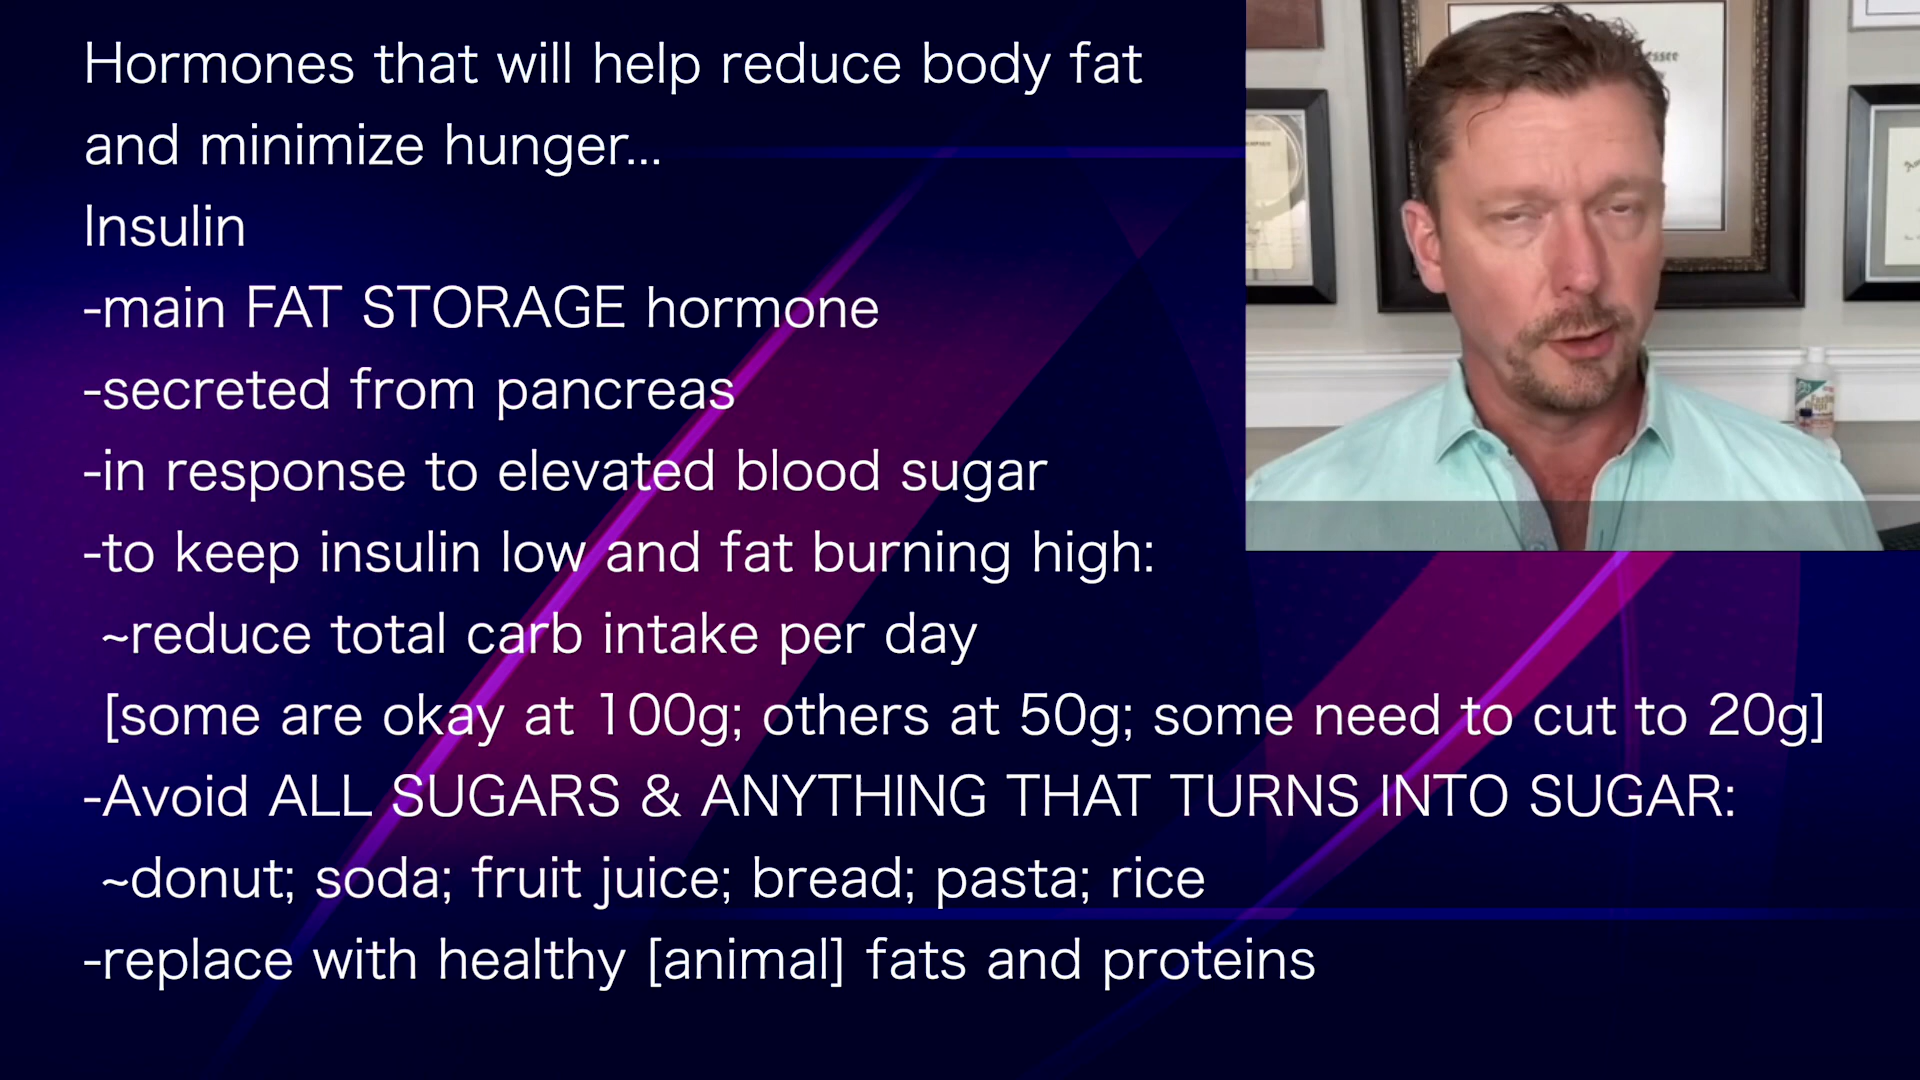 Hormones that will help reduce body fat
and minimize hunger...
Insulin
-main FAT STORAGE hormone
-secreted from pancreas
-in response to elevated blood sugar
-to keep insulin low and fat burning high:
~reduce total carb intake per day
[some are okay at 100g; others at 50g; some need to cut to 20g]
-Avoid ALL SUGARS & ANYTHING THAT TURNS INTO SUGAR:
~donut; soda; fruit juice; bread; pasta; rice
-replace with healthy [animal] fats and proteins